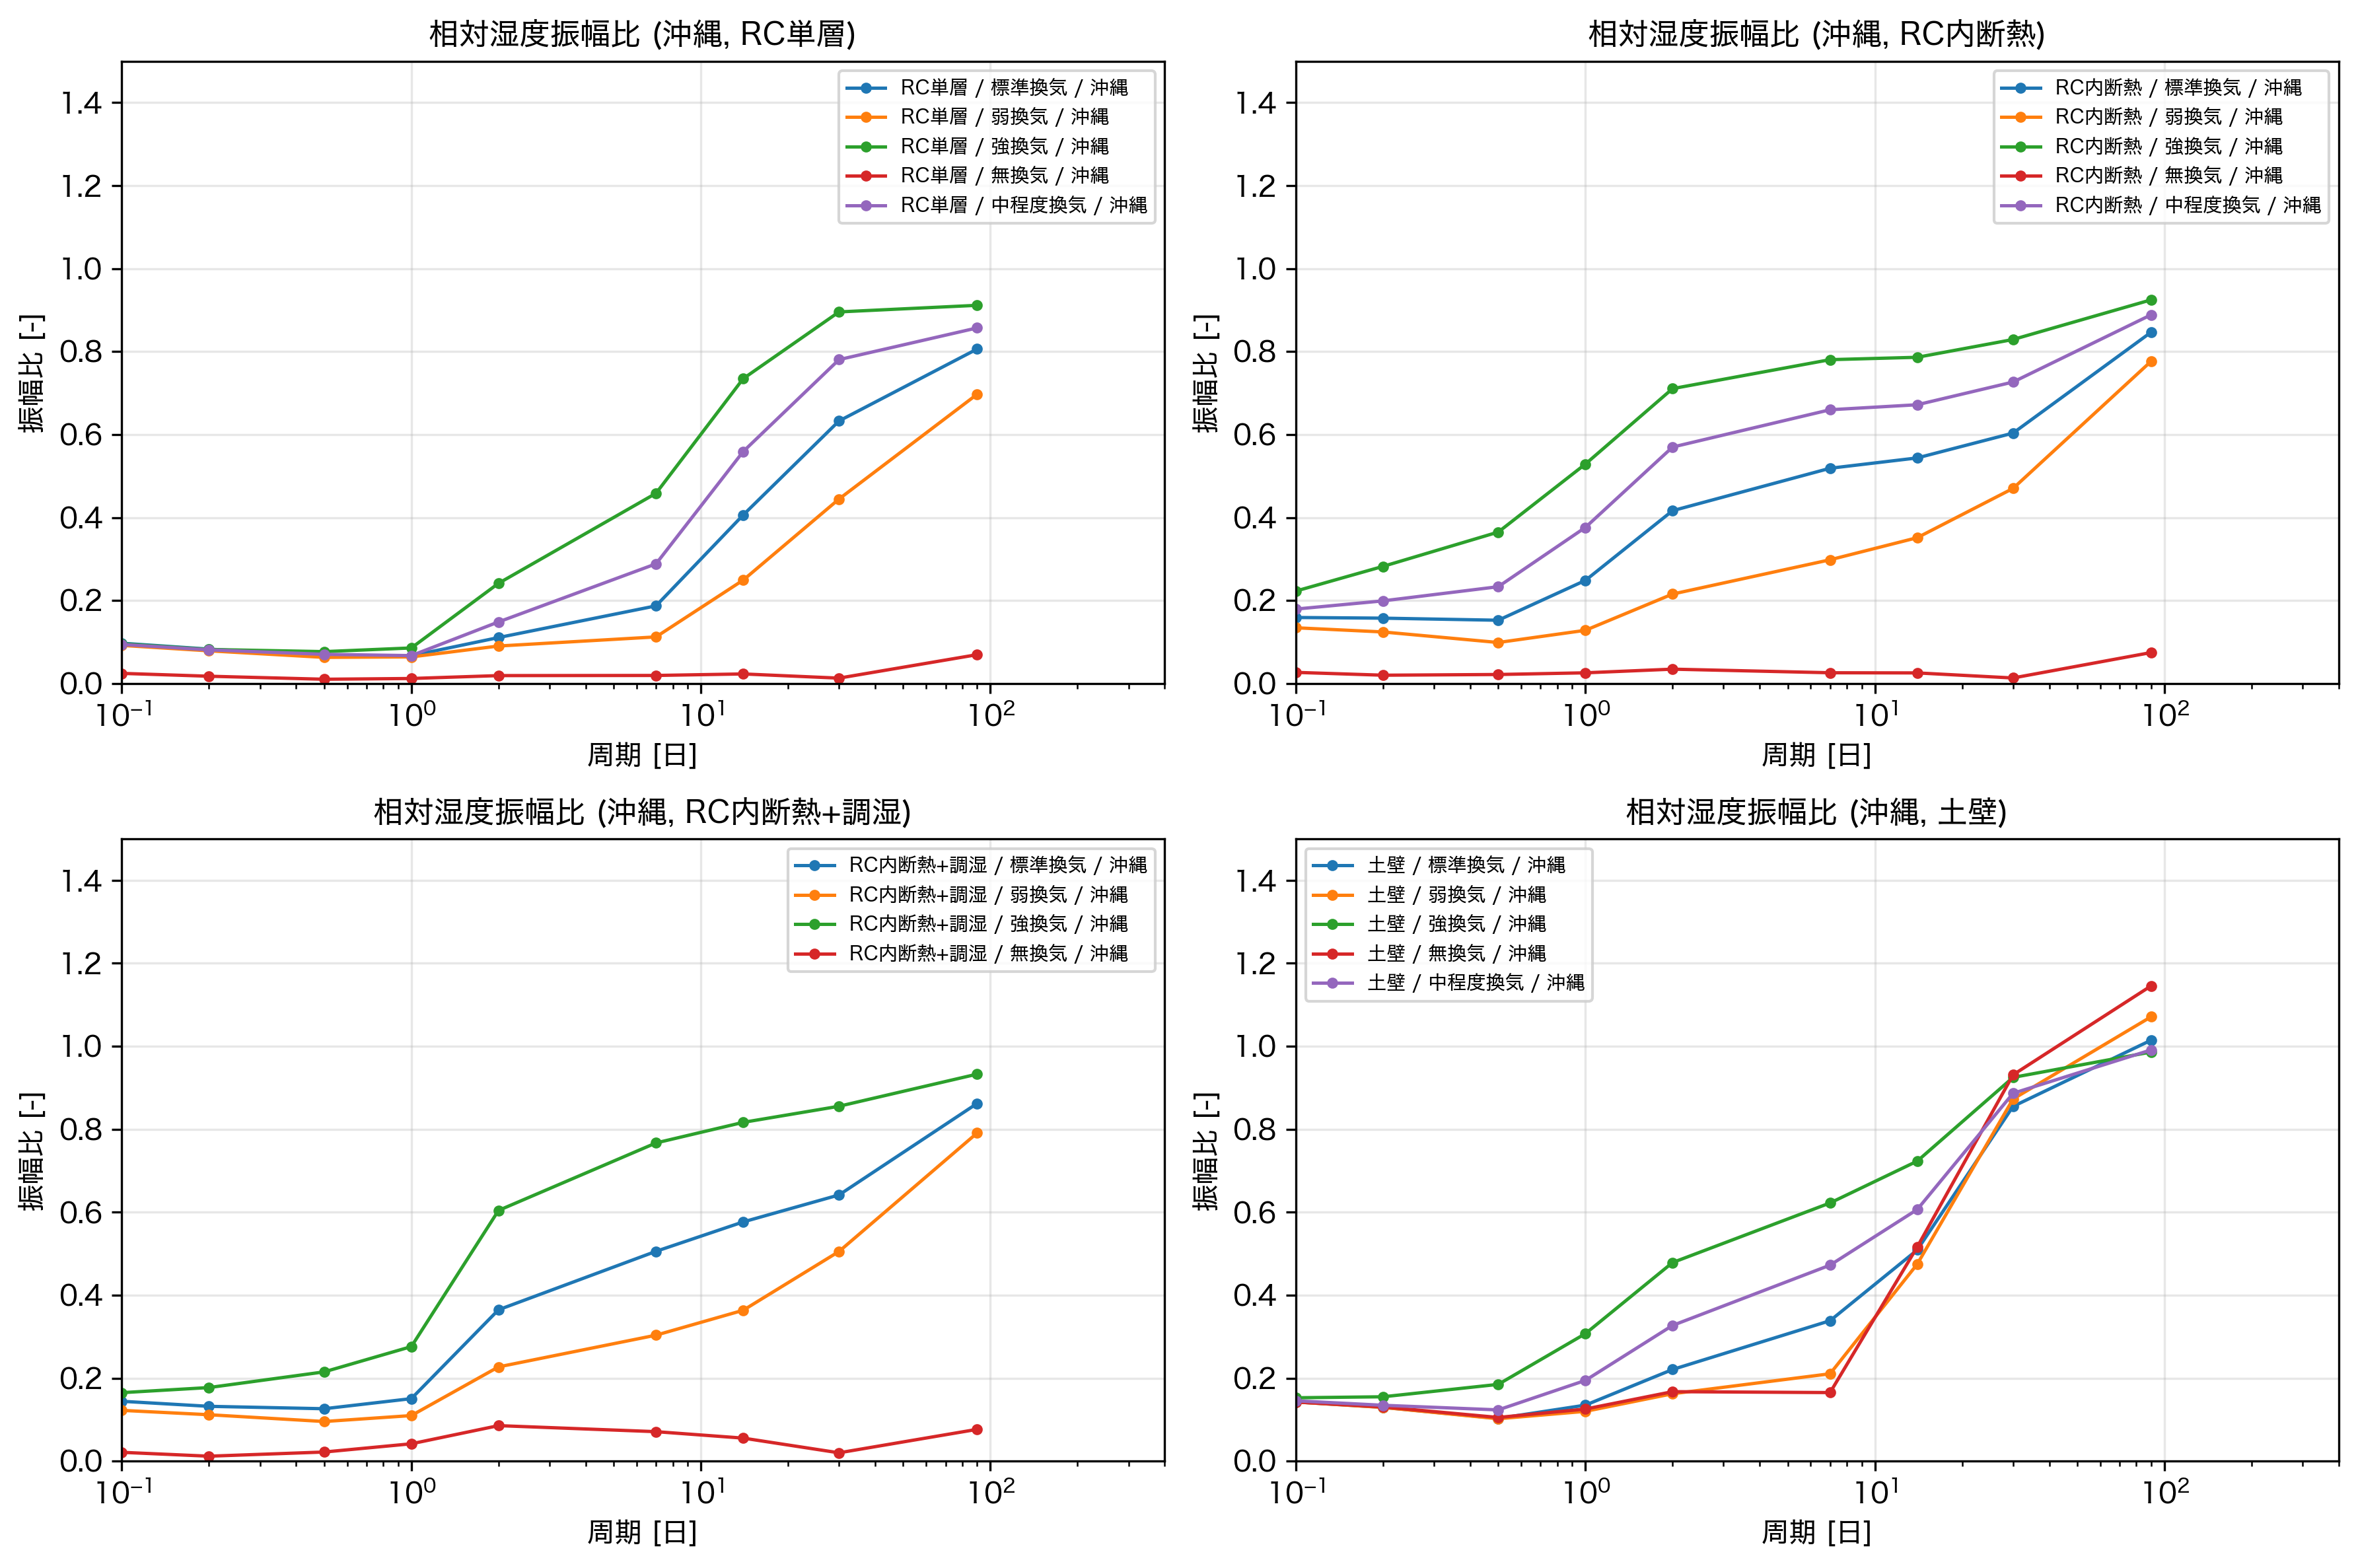 相対湿度振幅比 (沖縄, RC単層)
振幅比 [-]
1.4
1.2
1.0
0.8
0.6
0.4
0.2
0.0
RC単層 / 標準換気 / 沖縄
RC単層 / 弱換気 / 沖縄
RC単層 / 強換気 / 沖縄
RC単層 / 無換気 / 沖縄
RC単層 / 中程度換気 / 沖縄
10⁻¹ 10⁰ 10¹ 10²
周期 [日]
相対湿度振幅比 (沖縄, RC内断熱)
振幅比 [-]
1.4
1.2
1.0
0.8
0.6
0.4
0.2
0.0
RC内断熱 / 標準換気 / 沖縄
RC内断熱 / 弱換気 / 沖縄
RC内断熱 / 強換気 / 沖縄
RC内断熱 / 無換気 / 沖縄
RC内断熱 / 中程度換気 / 沖縄
10⁻¹ 10⁰ 10¹ 10²
周期 [日]
相対湿度振幅比 (沖縄, RC内断熱+調湿)
振幅比 [-]
1.4
1.2
1.0
0.8
0.6
0.4
0.2
0.0
RC内断熱+調湿 / 標準換気 / 沖縄
RC内断熱+調湿 / 弱換気 / 沖縄
RC内断熱+調湿 / 強換気 / 沖縄
RC内断熱+調湿 / 無換気 / 沖縄
10⁻¹ 10⁰ 10¹ 10²
周期 [日]
相対湿度振幅比 (沖縄, 土壁)
振幅比 [-]
1.4
1.2
1.0
0.8
0.6
0.4
0.2
0.0
土壁 / 標準換気 / 沖縄
土壁 / 弱換気 / 沖縄
土壁 / 強換気 / 沖縄
土壁 / 無換気 / 沖縄
土壁 / 中程度換気 / 沖縄
10⁻¹ 10⁰ 10¹ 10²
周期 [日]